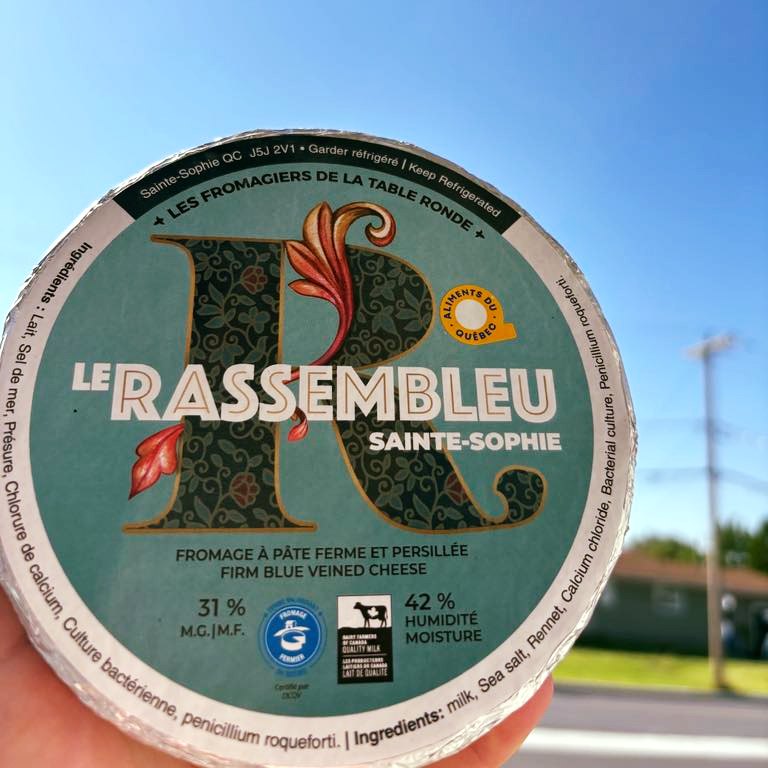 Sainte-Sophie QC J5J 2V1 • Garder réfrigéré | Keep Refrigerated
LES FROMAGIERS DE LA TABLE RONDE
R
ALIMENTS DU
QUÉBEC
LE RASSEMBLEU
SAINTE-SOPHIE
FROMAGE À PÂTE FERME ET PERSILLÉE
FIRM BLUE VEINED CHEESE
31 %
M.G.|M.F.
FROMAGE
FERMIER
Certifié par
DAIRY FARMERS
OF CANADA
QUALITY MILK
LES PRODUCTEURS
LAITIERS DU CANADA
LAIT DE QUALITÉ
42 %
HUMIDITÉ
MOISTURE
Ingrédients : Lait, Sel de mer, Présure, Chlorure de calcium, Culture bactérienne, penicillium roqueforti. | Ingredients: milk, Sea salt, Rennet, Calcium chloride, Bacterial culture, Penicillium roqueforti.